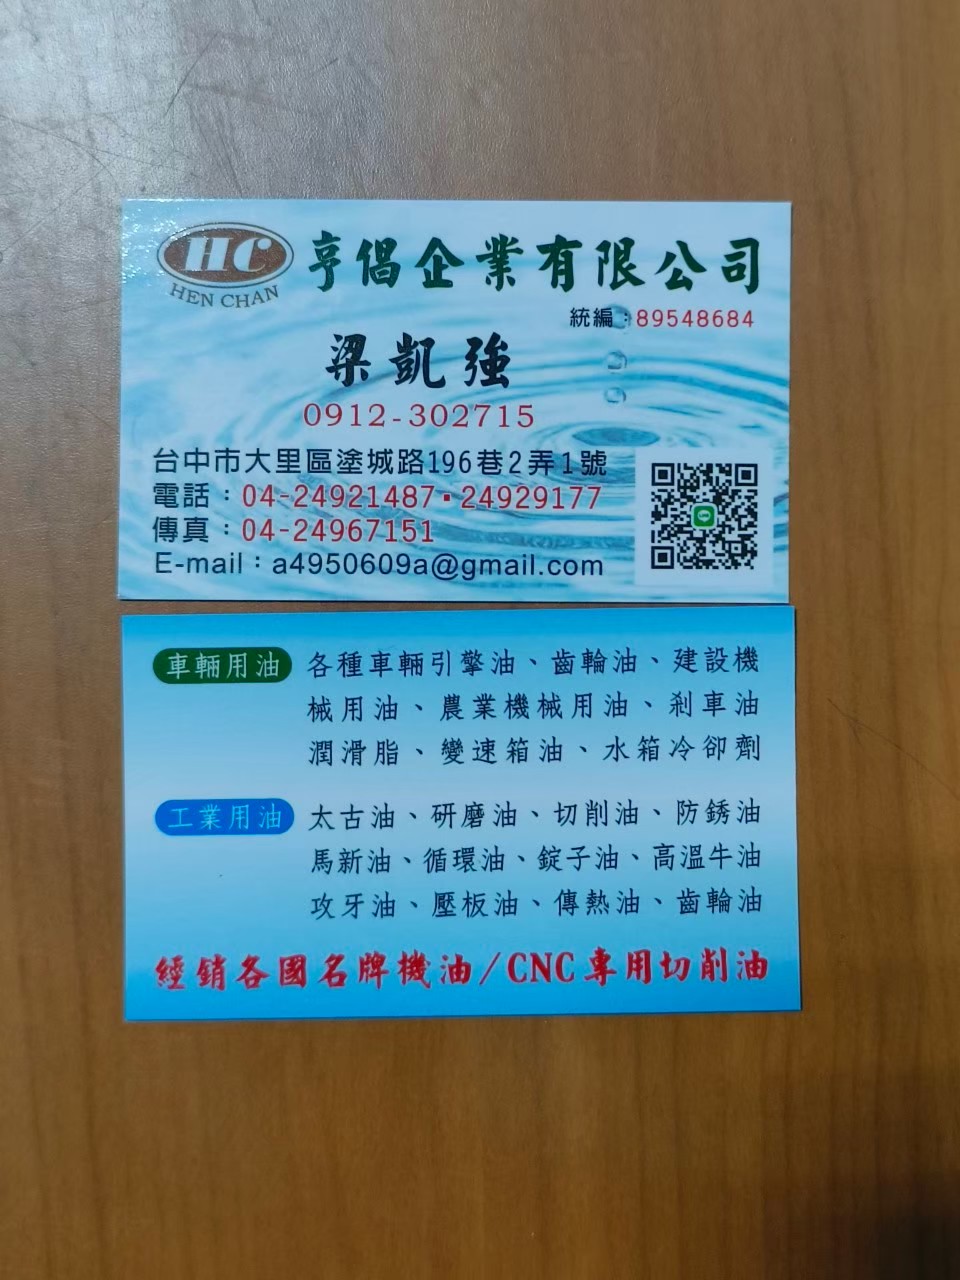 HC
HEN CHAN
亨倡企業有限公司
統編：89548684
梁凱強
0912-302715
台中市大里區塗城路196巷2弄1號
電話：04-24921487·24929177
傳真：04-24967151
E-mail：a4950609a@gmail.com
車輛用油
各種車輛引擎油、齒輪油、建設機
械用油、農業機械用油、剎車油
潤滑脂、變速箱油、水箱冷卻劑
工業用油
太古油、研磨油、切削油、防銹油
馬新油、循環油、錠子油、高溫牛油
攻牙油、壓板油、傳熱油、齒輪油
經銷各國名牌機油/CNC專用切削油